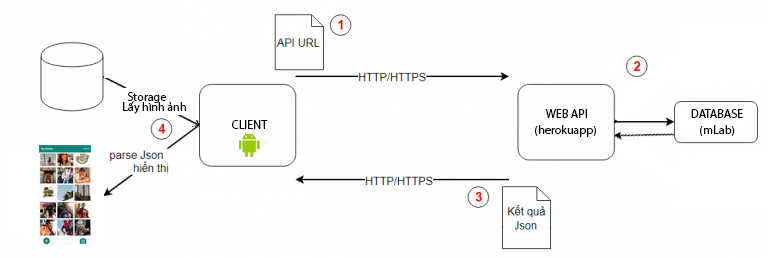 1
API URL
HTTP/HTTPS
2
Storage
Lấy hình ảnh
4
CLIENT
WEB API
(herokuapp)
DATABASE
(mLab)
parse Json
hiển thị
HTTP/HTTPS
3
Kết quả
Json